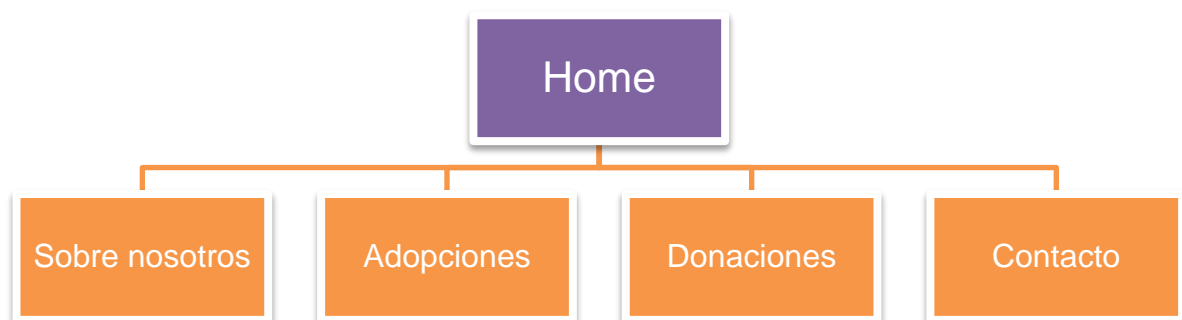 Home
Sobre nosotros
Adopciones
Donaciones
Contacto